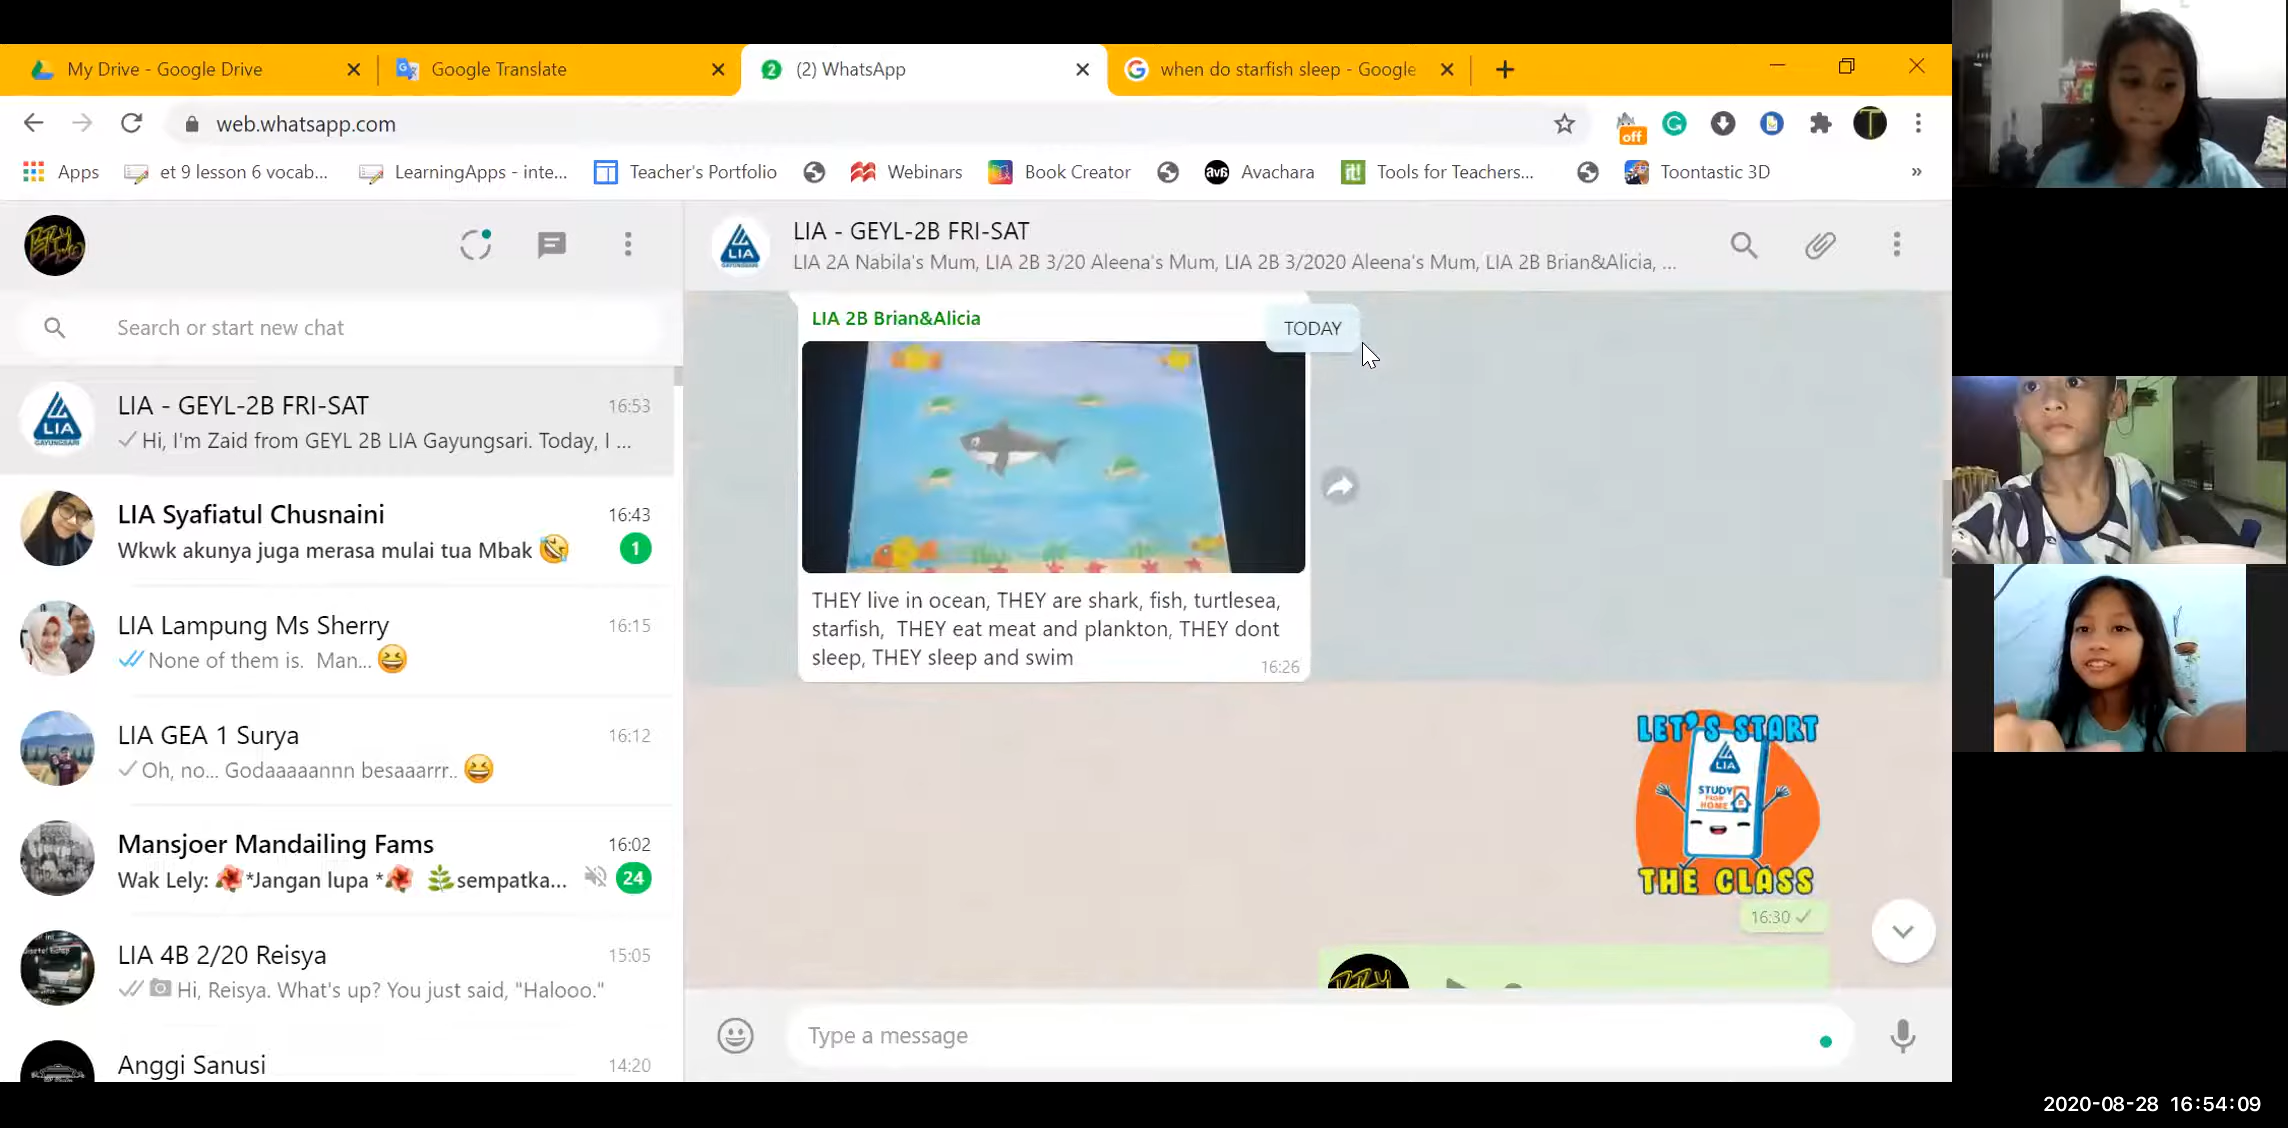 My Drive - Google Drive
Google Translate
(2) WhatsApp
when do starfish sleep - Google
web.whatsapp.com
off
T
Apps
et 9 lesson 6 vocab...
LearningApps - inte...
Teacher's Portfolio
Webinars
Book Creator
Avachara
Tools for Teachers...
Toontastic 3D
»
LIA - GEYL-2B FRI-SAT
LIA 2A Nabila's Mum, LIA 2B 3/20 Aleena's Mum, LIA 2B 3/2020 Aleena's Mum, LIA 2B Brian&Alicia, ...
Search or start new chat
LIA - GEYL-2B FRI-SAT
16:53
Hi, I'm Zaid from GEYL 2B LIA Gayungsari. Today, I ...
LIA
GAYUNGSARI
LIA Syafiatul Chusnaini
16:43
Wkwk akunya juga merasa mulai tua Mbak
1
LIA Lampung Ms Sherry
16:15
None of them is. Man...
LIA GEA 1 Surya
16:12
Oh, no... Godaaaaannn besaaarrr..
Mansjoer Mandailing Fams
16:02
Wak Lely: *Jangan lupa * sempatka...
24
LIA 4B 2/20 Reisya
15:05
Hi, Reisya. What's up? You just said, "Halooo."
Anggi Sanusi
14:20
LIA 2B Brian&Alicia
TODAY
THEY live in ocean, THEY are shark, fish, turtlesea,
starfish, THEY eat meat and plankton, THEY dont
sleep, THEY sleep and swim
16:26
LET'S START
LIA
STUDY
FROM
HOME
THE CLASS
16:30
Type a message
2020-08-28 16:54:09